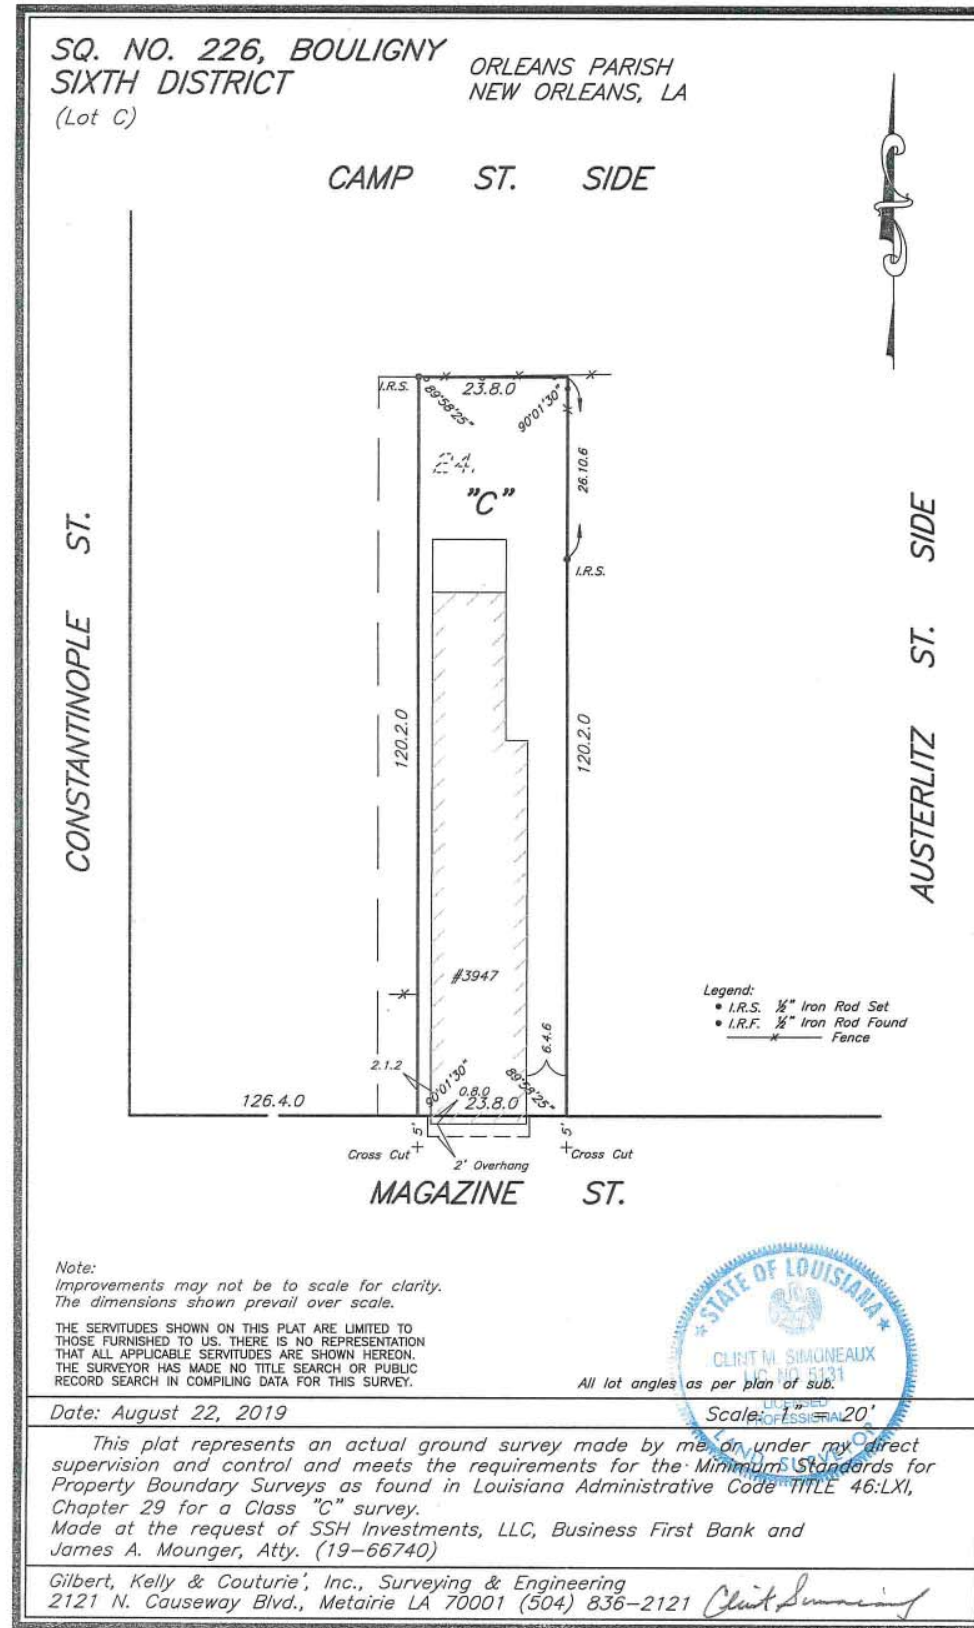 SQ. NO. 226, BOULIGNY
SIXTH DISTRICT
(Lot C)
ORLEANS PARISH
NEW ORLEANS, LA
CAMP ST. SIDE
I.R.S.
23.8.0
89°58'25"
90°01'30"
24.
"C"
26.10.6
I.R.S.
CONSTANTINOPLE ST.
AUSTERLITZ ST. SIDE
120.2.0
120.2.0
#3947
Legend:
• I.R.S. ½" Iron Rod Set
• I.R.F. ½" Iron Rod Found
x Fence
6.4.6
2.1.2
90°01'30"
0.8.0
89°58'25"
126.4.0
23.8.0
5'
5'
Cross Cut
Cross Cut
2' Overhang
MAGAZINE ST.
Note:
Improvements may not be to scale for clarity.
The dimensions shown prevail over scale.
THE SERVITUDES SHOWN ON THIS PLAT ARE LIMITED TO
THOSE FURNISHED TO US. THERE IS NO REPRESENTATION
THAT ALL APPLICABLE SERVITUDES ARE SHOWN HEREON.
THE SURVEYOR HAS MADE NO TITLE SEARCH OR PUBLIC
RECORD SEARCH IN COMPILING DATA FOR THIS SURVEY.
STATE OF LOUISIANA
CLINT M. SIMONEAUX
LIC. NO. 5131
LICENSED
PROFESSIONAL
LAND SURVEYOR
All lot angles as per plan of sub.
Date: August 22, 2019
Scale: 1" = 20'
This plat represents an actual ground survey made by me or under my direct
supervision and control and meets the requirements for the Minimum Standards for
Property Boundary Surveys as found in Louisiana Administrative Code TITLE 46:LXI,
Chapter 29 for a Class "C" survey.
Made at the request of SSH Investments, LLC, Business First Bank and
James A. Mounger, Atty. (19-66740)
Gilbert, Kelly & Couturie', Inc., Surveying & Engineering
2121 N. Causeway Blvd., Metairie LA 70001 (504) 836-2121